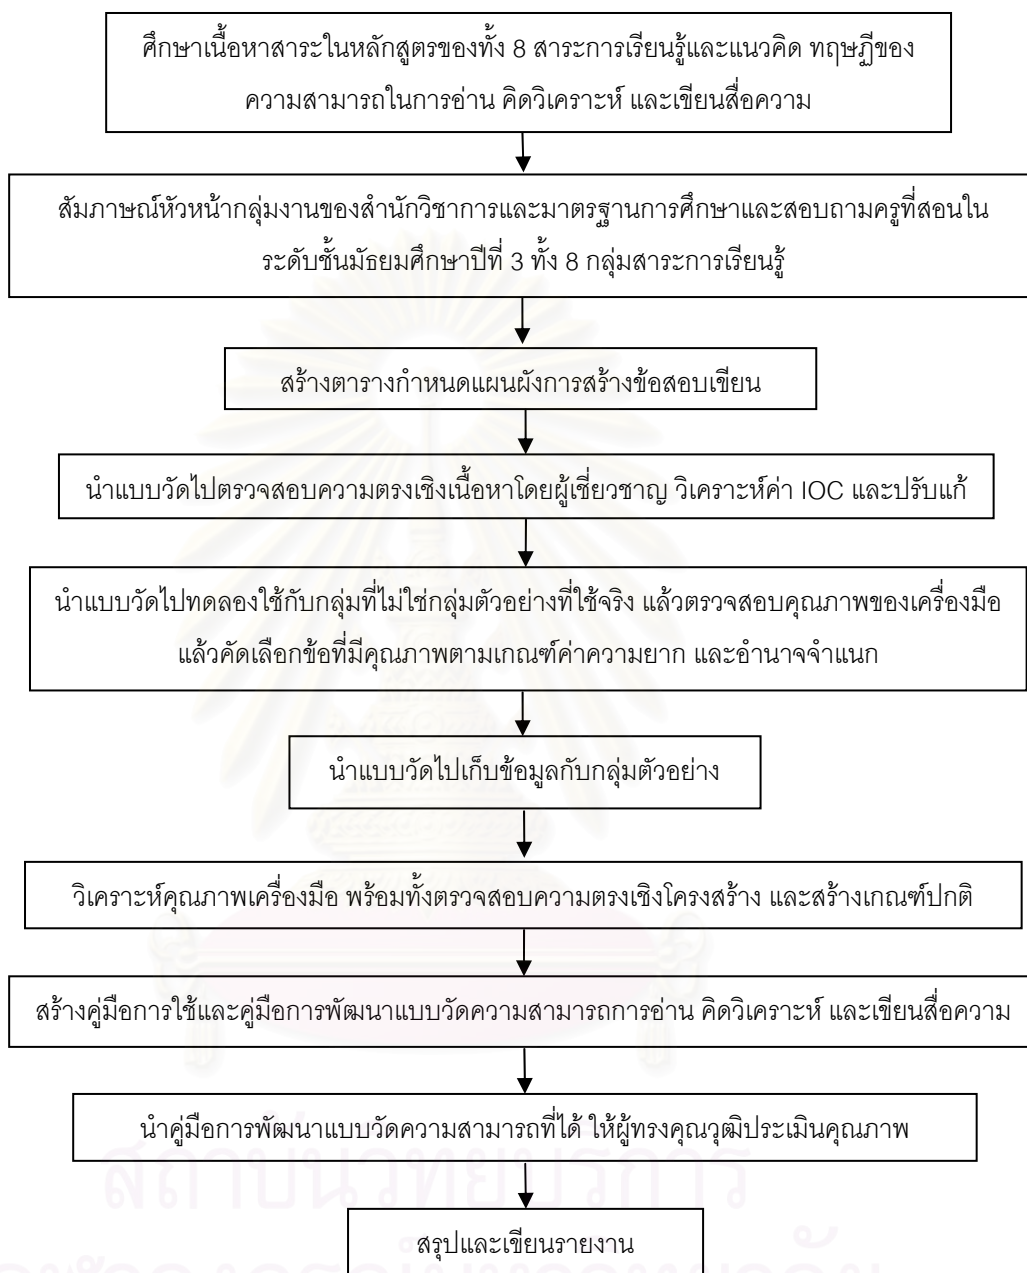 ศึกษาเนื้อหาสาระในหลักสูตรของทั้ง 8 สาระการเรียนรู้และแนวคิด ทฤษฎีของ
ความสามารถในการอ่าน คิดวิเคราะห์ และเขียนสื่อความ
สัมภาษณ์หัวหน้ากลุ่มงานของสำนักวิชาการและมาตรฐานการศึกษาและสอบถามครูที่สอนใน
ระดับชั้นมัธยมศึกษาปีที่ 3 ทั้ง 8 กลุ่มสาระการเรียนรู้
สร้างตารางกำหนดแผนผังการสร้างข้อสอบเขียน
นำแบบวัดไปตรวจสอบความตรงเชิงเนื้อหาโดยผู้เชี่ยวชาญ วิเคราะห์ค่า IOC และปรับแก้
นำแบบวัดไปทดลองใช้กับกลุ่มที่ไม่ใช่กลุ่มตัวอย่างที่ใช้จริง แล้วตรวจสอบคุณภาพของเครื่องมือ
แล้วคัดเลือกข้อที่มีคุณภาพตามเกณฑ์ค่าความยาก และอำนาจจำแนก
นำแบบวัดไปเก็บข้อมูลกับกลุ่มตัวอย่าง
วิเคราะห์คุณภาพเครื่องมือ พร้อมทั้งตรวจสอบความตรงเชิงโครงสร้าง และสร้างเกณฑ์ปกติ
สร้างคู่มือการใช้และคู่มือการพัฒนาแบบวัดความสามารถการอ่าน คิดวิเคราะห์ และเขียนสื่อความ
นำคู่มือการพัฒนาแบบวัดความสามารถที่ได้ ให้ผู้ทรงคุณวุฒิประเมินคุณภาพ
สถาบันวิทยบริการ
สรุปและเขียนรายงาน